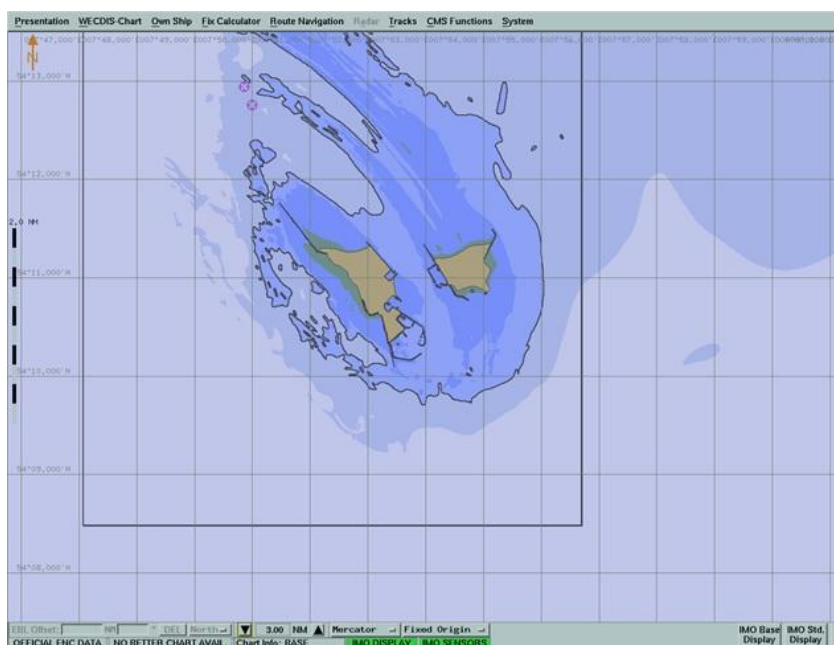 Presentation WECDIS-Chart Own Ship Fix Calculator Route Navigation Radar Tracks CMS Functions System
54°13,000'N
54°12,000'N
2.0 NM
54°11,000'N
54°10,000'N
54°09,000'N
54°08,000'N
EBL Offset: NM ° DEL North 3.00 NM Mercator Fixed Origin IMO Base Display IMO Std. Display
OFFICIAL ENC DATA NO BETTER CHART AVAIL. Chart Info: BASE IMO DISPLAY IMO SENSORS